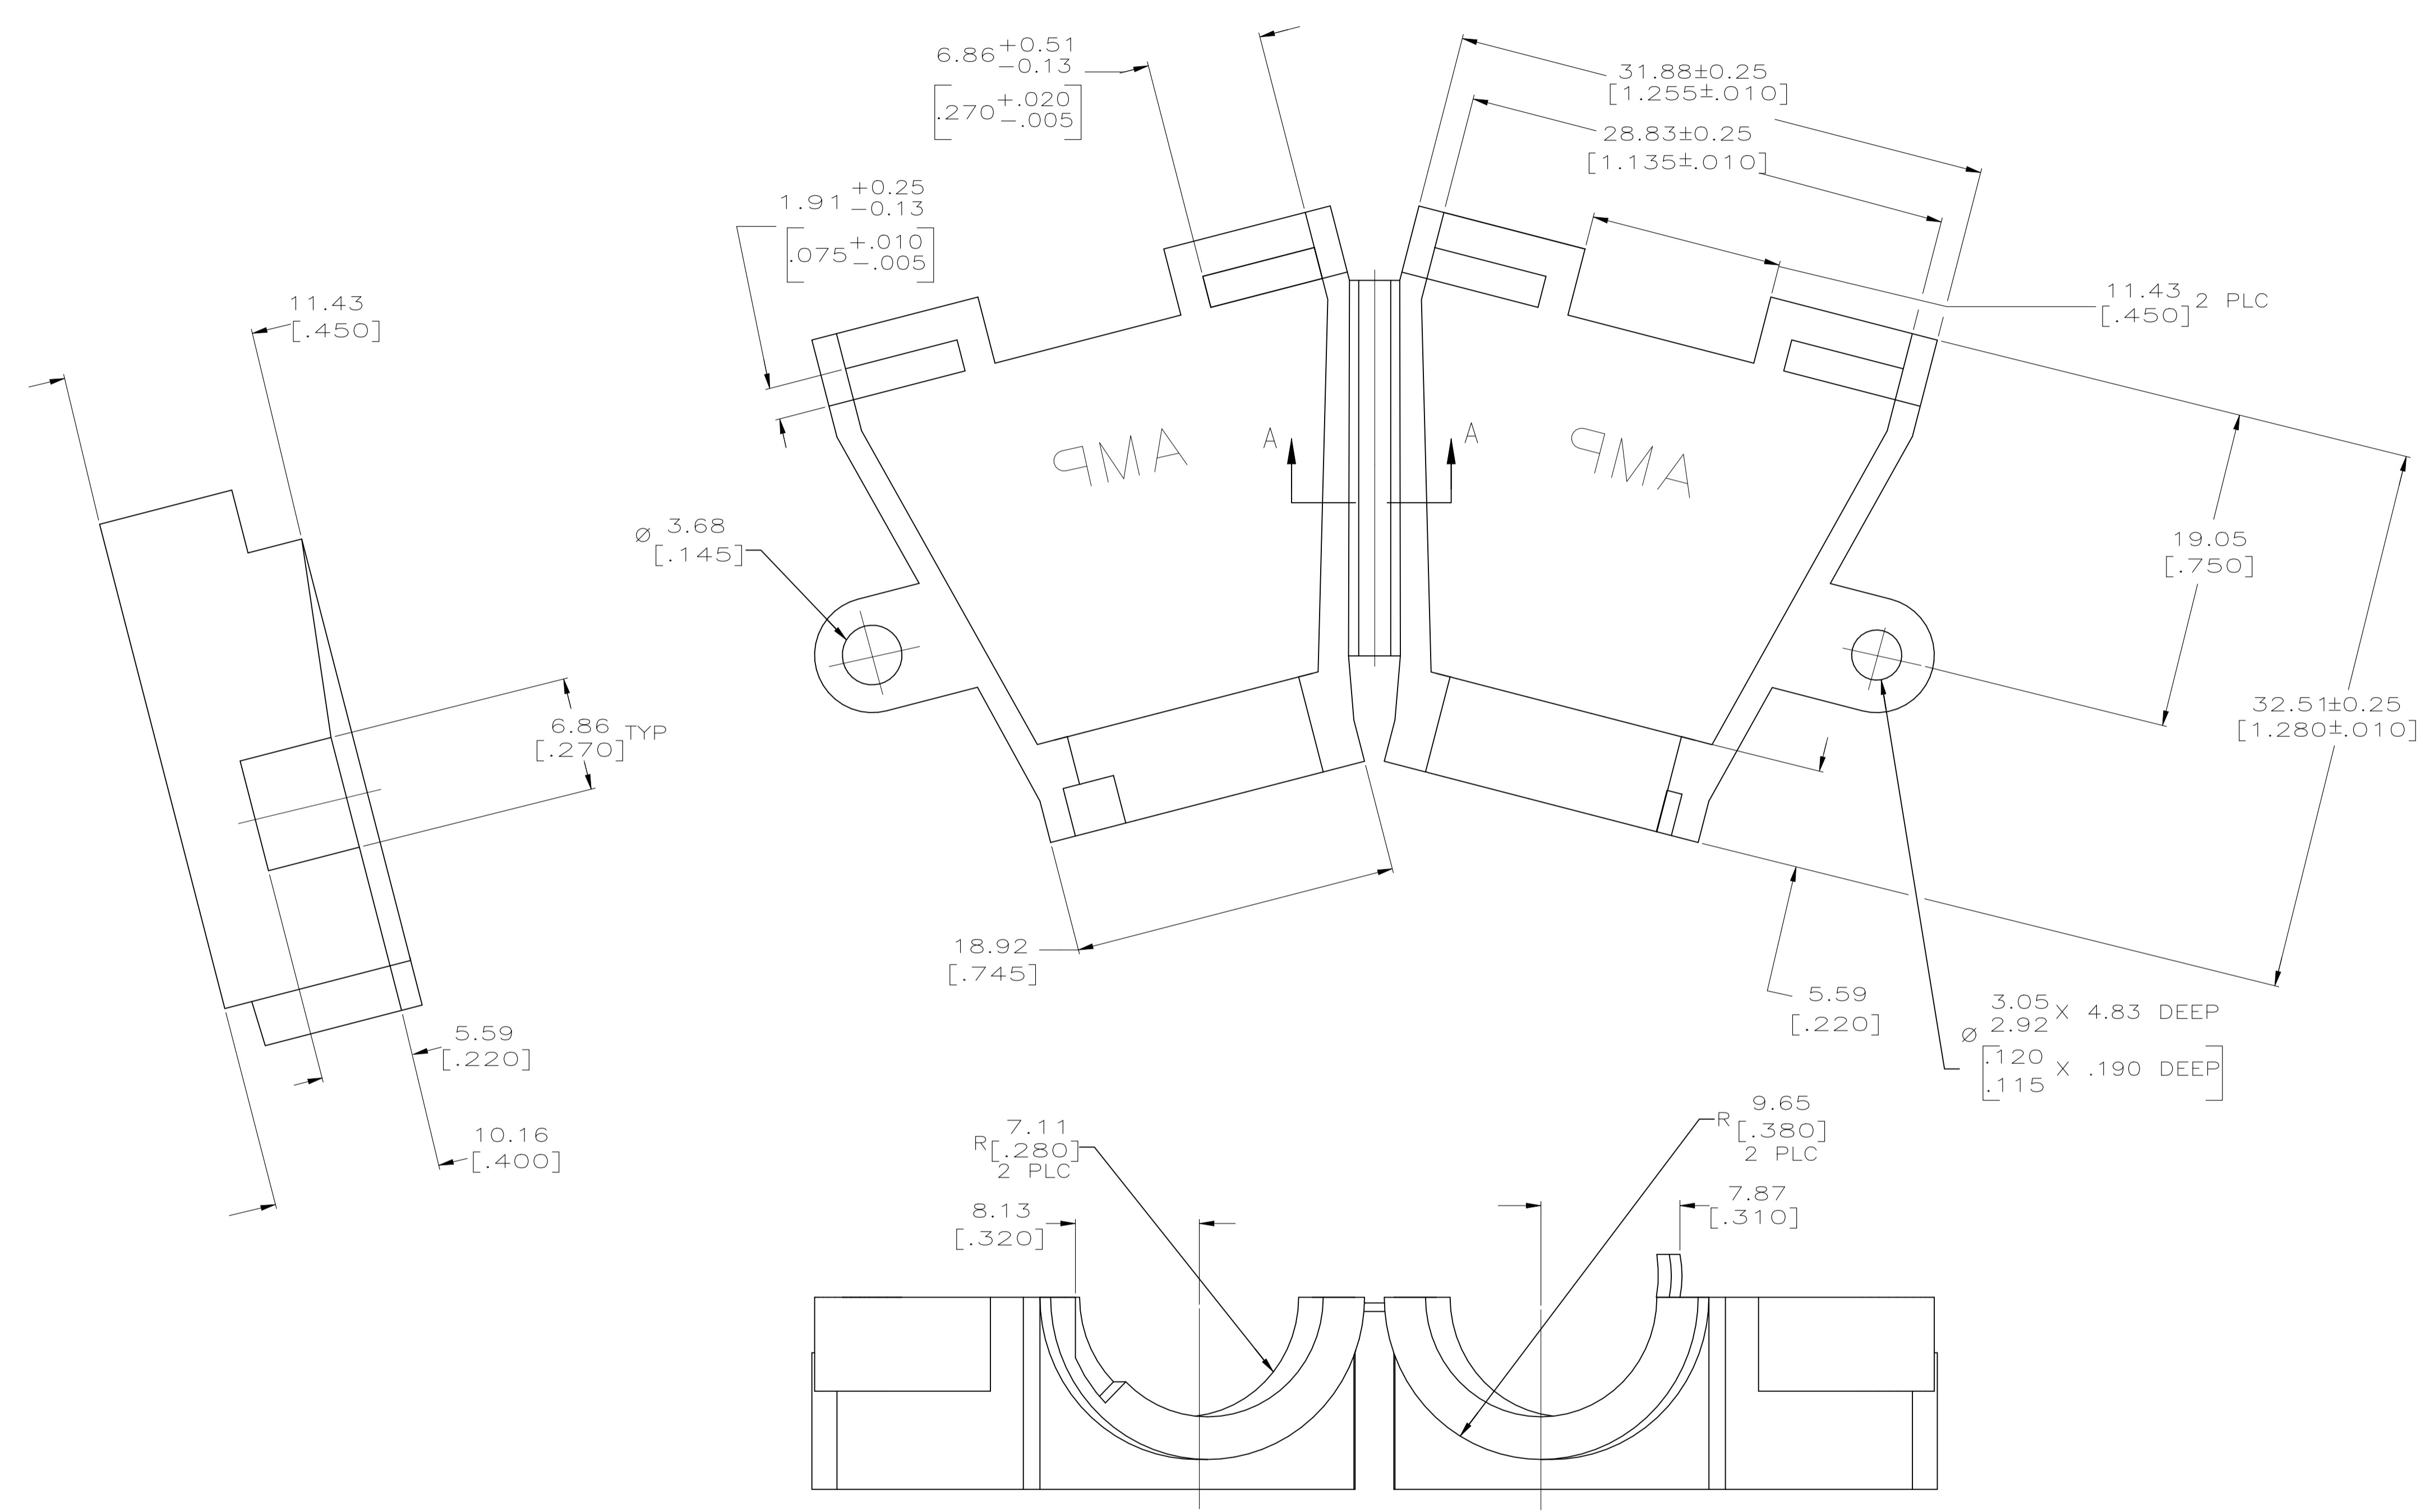 6.86 +0.51 -0.13
[.270 +.020 -.005]
31.88±0.25
[1.255±.010]
28.83±0.25
[1.135±.010]
1.91 +0.25 -0.13
[.075 +.010 -.005]
11.43
[.450]
11.43
[.450] 2 PLC
A
A
AMP
AMP
Ø 3.68
[.145]
19.05
[.750]
6.86
[.270] TYP
32.51±0.25
[1.280±.010]
18.92
[.745]
5.59
[.220]
5.59
[.220]
Ø 3.05
2.92 X 4.83 DEEP
[.120
.115 X .190 DEEP]
10.16
[.400]
R 7.11
[.280]
2 PLC
R 9.65
[.380]
2 PLC
8.13
[.320]
7.87
[.310]